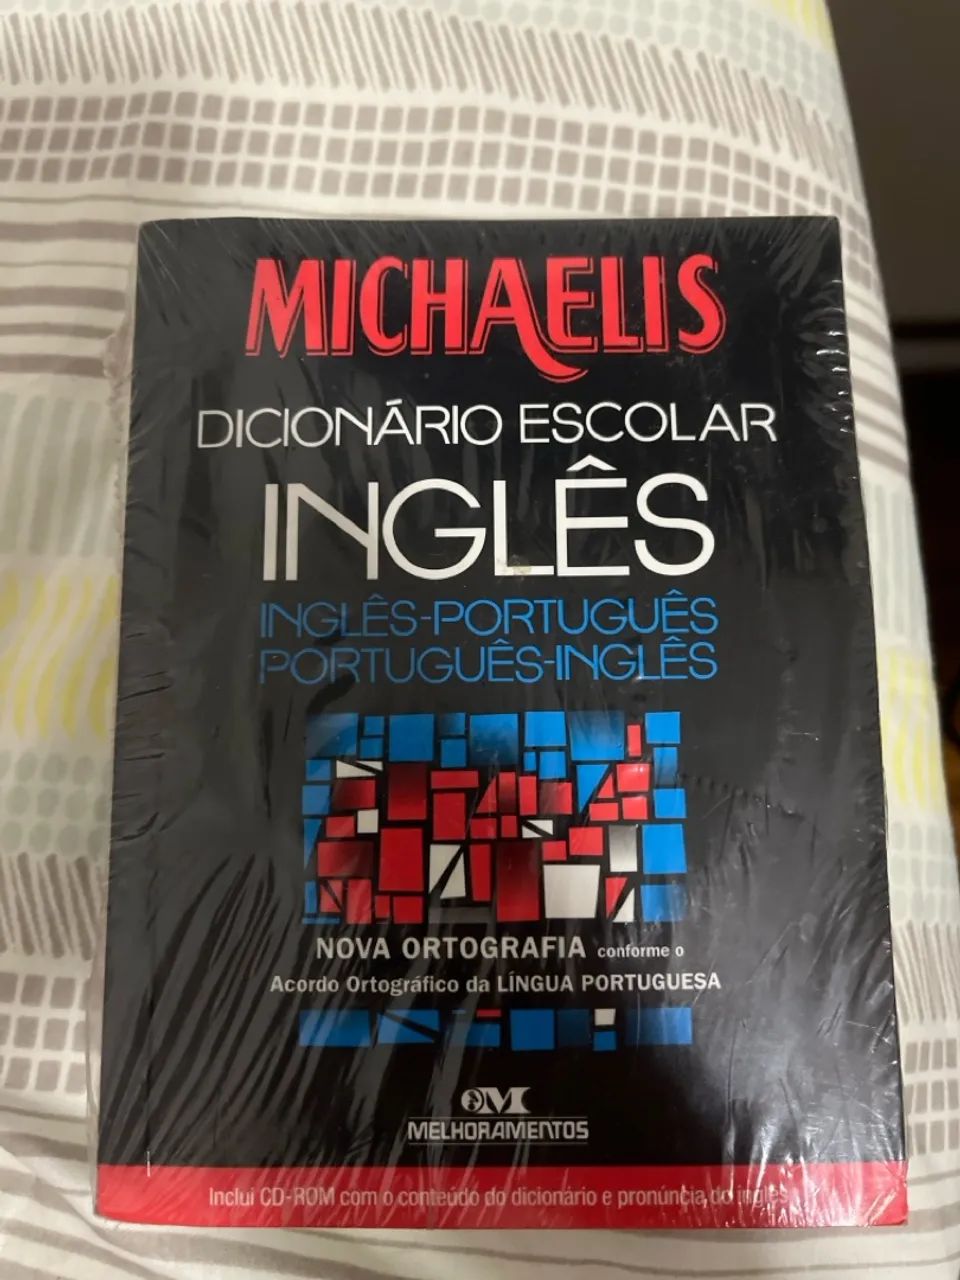 MICHAELIS
DICIONÁRIO ESCOLAR
INGLÊS
INGLÊS-PORTUGUÊS
PORTUGUÊS-INGLÊS
NOVA ORTOGRAFIA conforme o
Acordo Ortográfico da LÍNGUA PORTUGUESA
MELHORAMENTOS
Inclui CD-ROM com o conteúdo do dicionário e pronúncia do inglês